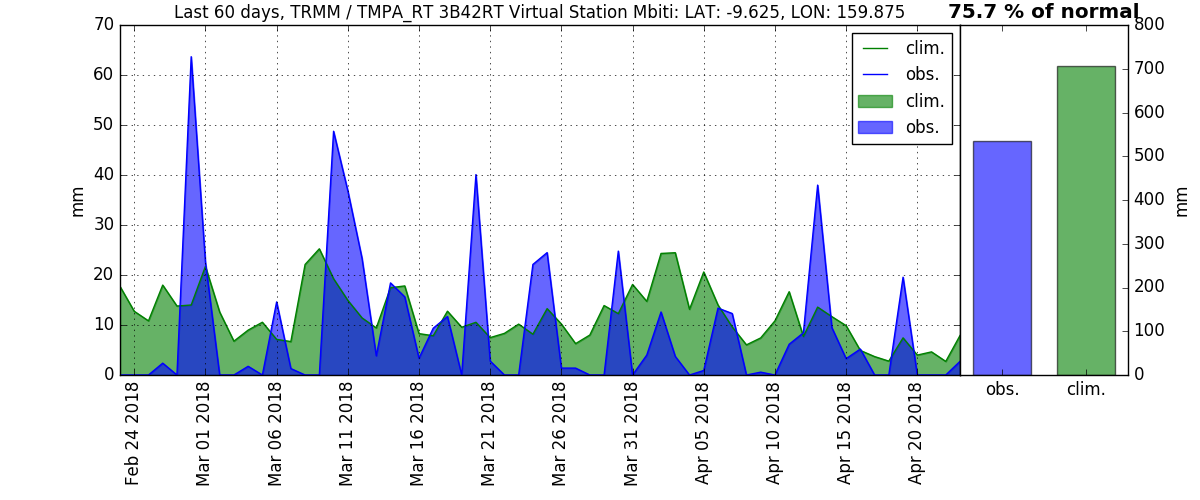 Last 60 days, TRMM / TMPA_RT 3B42RT Virtual Station Mbiti: LAT: -9.625, LON: 159.875
75.7 % of normal
70
60
50
40
30
20
10
0
mm
clim.
obs.
clim.
obs.
800
700
600
500
400
300
200
100
0
mm
obs.
clim.
Feb 24 2018
Mar 01 2018
Mar 06 2018
Mar 11 2018
Mar 16 2018
Mar 21 2018
Mar 26 2018
Mar 31 2018
Apr 05 2018
Apr 10 2018
Apr 15 2018
Apr 20 2018